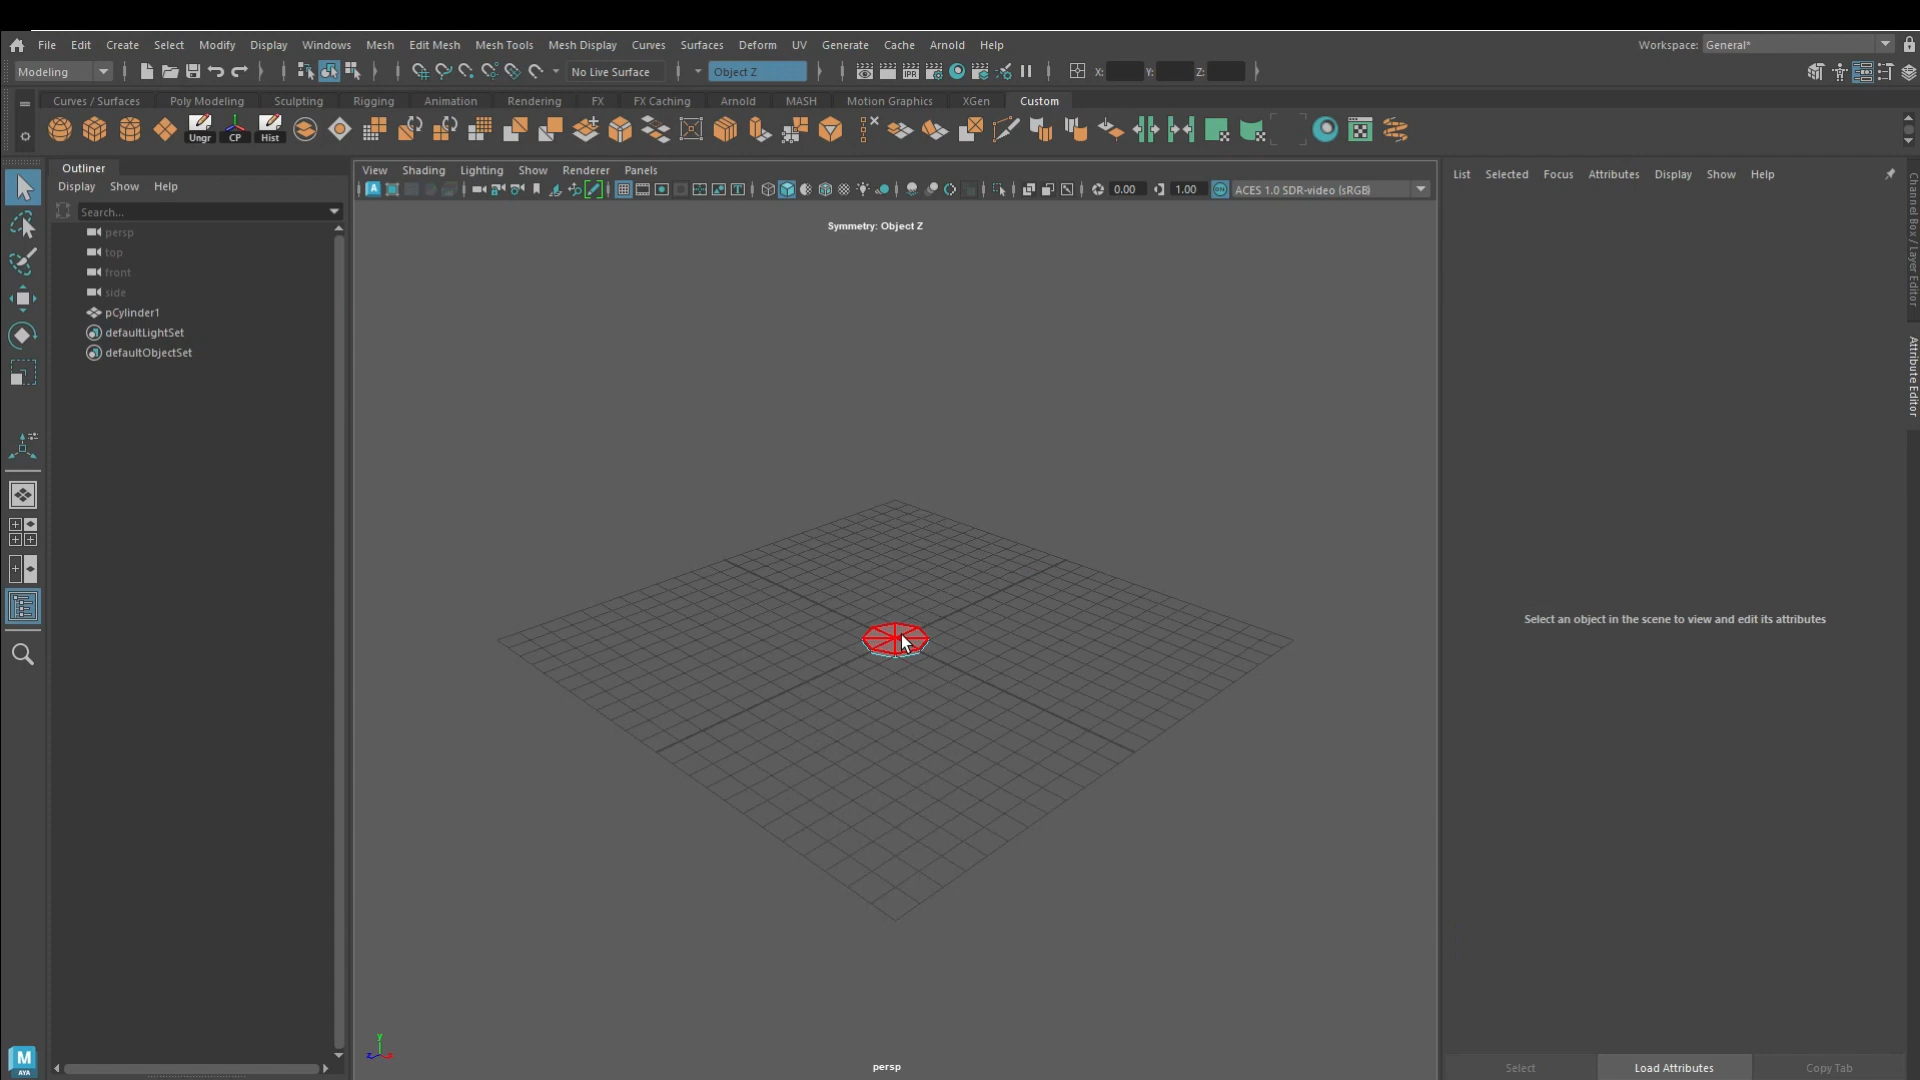 File Edit Create Select Modify Display Windows Mesh Edit Mesh Mesh Tools Mesh Display Curves Surfaces Deform UV Generate Cache Arnold Help
Workspace: General*
Modeling No Live Surface Object Z IPR X: Y: Z:
Curves / Surfaces Poly Modeling Sculpting Rigging Animation Rendering FX FX Caching Arnold MASH Motion Graphics XGen Custom
Ungr CP Hist
Outliner
Display Show Help
Search...
persp
top
front
side
pCylinder1
defaultLightSet
defaultObjectSet
View Shading Lighting Show Renderer Panels
0.00 1.00 ON ACES 1.0 SDR-video (sRGB)
Symmetry: Object Z
y
z x
persp
List Selected Focus Attributes Display Show Help
Select an object in the scene to view and edit its attributes
Channel Box / Layer Editor
Attribute Editor
Select Load Attributes Copy Tab
M
AYA